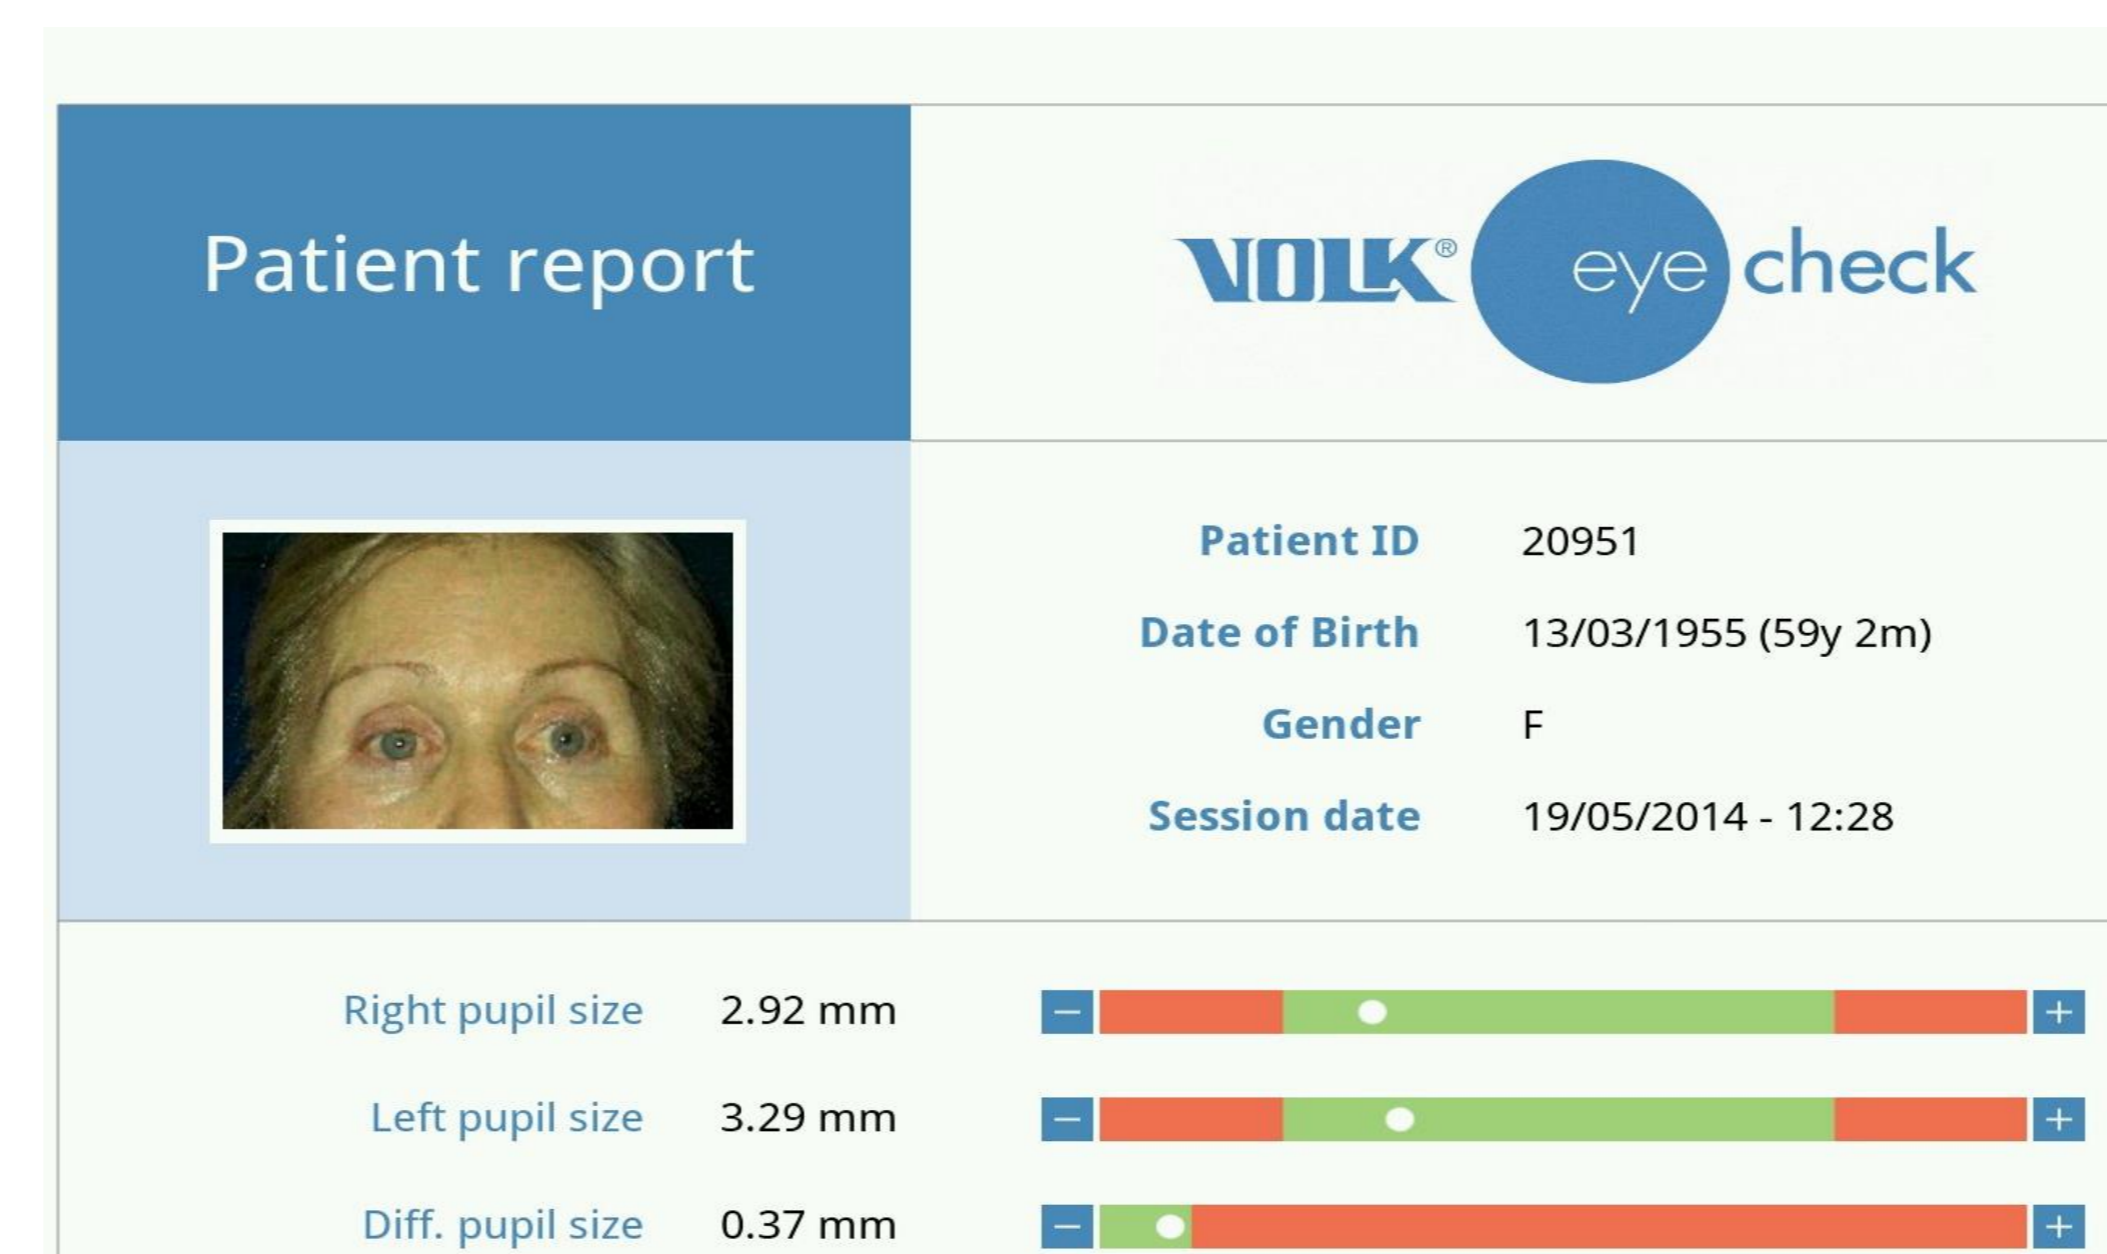 Patient report
VOLK® eye check
Patient ID 20951
Date of Birth 13/03/1955 (59y 2m)
Gender F
Session date 19/05/2014 - 12:28
Right pupil size 2.92 mm − +
Left pupil size 3.29 mm − +
Diff. pupil size 0.37 mm − +